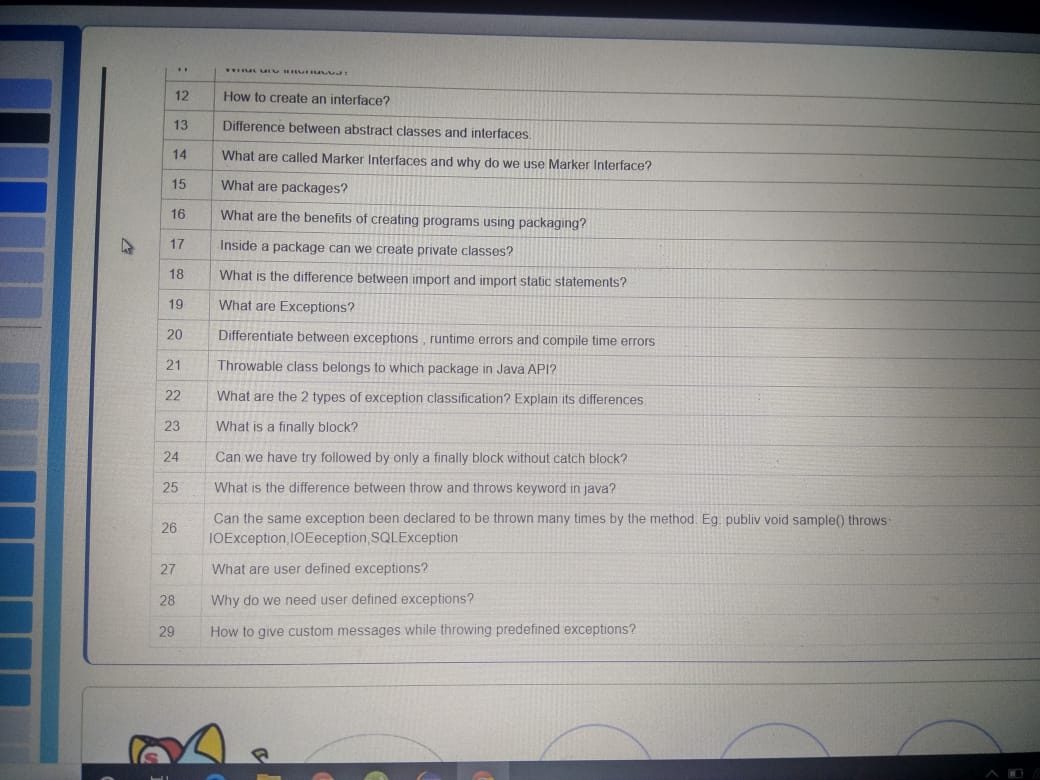 What are interfaces?
12 How to create an interface?
13 Difference between abstract classes and interfaces.
14 What are called Marker Interfaces and why do we use Marker Interface?
15 What are packages?
16 What are the benefits of creating programs using packaging?
17 Inside a package can we create private classes?
18 What is the difference between import and import static statements?
19 What are Exceptions?
20 Differentiate between exceptions , runtime errors and compile time errors
21 Throwable class belongs to which package in Java API?
22 What are the 2 types of exception classification? Explain its differences
23 What is a finally block?
24 Can we have try followed by only a finally block without catch block?
25 What is the difference between throw and throws keyword in java?
26 Can the same exception been declared to be thrown many times by the method. Eg. publiv void sample() throws
IOException,IOEeception,SQLException
27 What are user defined exceptions?
28 Why do we need user defined exceptions?
29 How to give custom messages while throwing predefined exceptions?
S